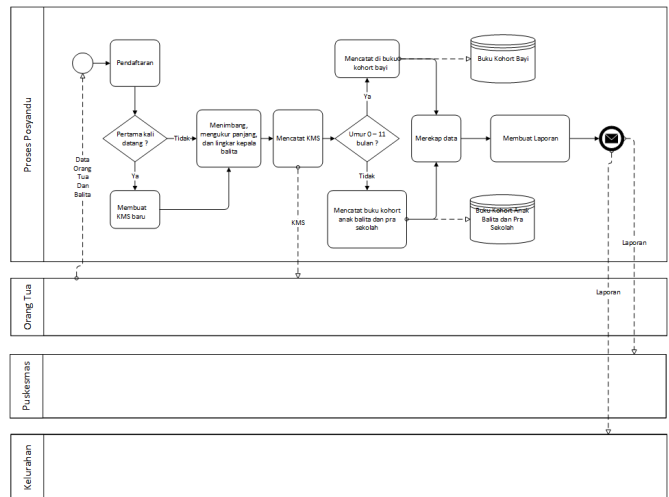 Proses Posyandu
Pendaftaran
Pertama kali
datang ?
Tidak
Ya
Membuat
KMS baru
Data
Orang
Tua
Dan
Balita
Menimbang,
mengukur panjang,
dan lingkar kepala
balita
Mencatat KMS
KMS
Umur 0 – 11
bulan ?
Ya
Tidak
Mencatat di buku
kohort bayi
Buku Kohort Bayi
Mencatat buku kohort
anak balita dan pra
sekolah
Buku Kohort Anak
Balita dan Pra
Sekolah
Merekap data
Membuat Laporan
Laporan
Laporan
Orang Tua
Puskesmas
Kelurahan